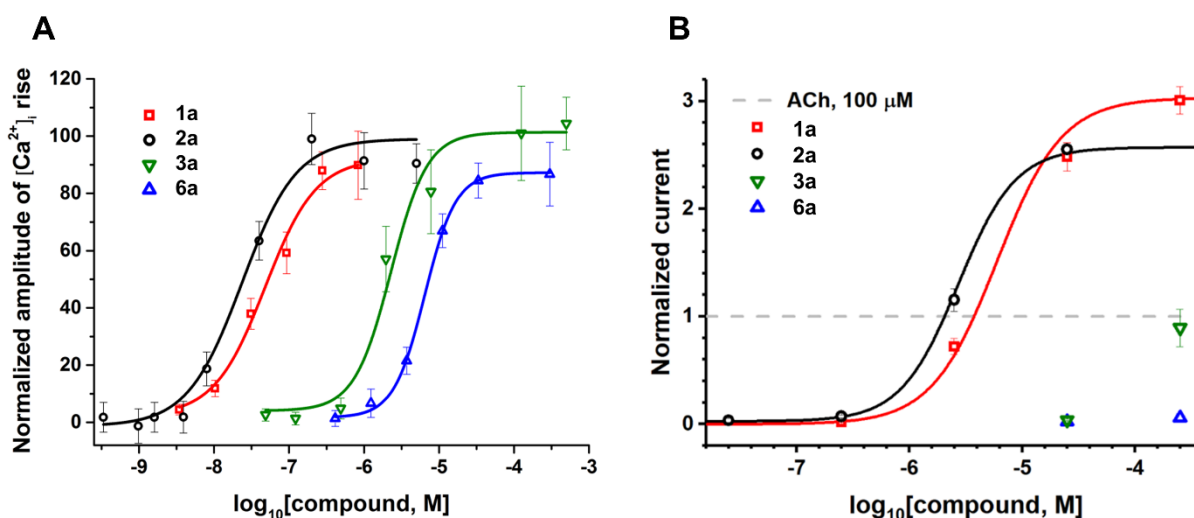 A
Normalized amplitude of [Ca²⁺]ᵢ rise
120
100
80
60
40
20
0
1a
2a
3a
6a
-9
-8
-7
-6
-5
-4
-3
log₁₀[compound, M]
B
Normalized current
3
2
1
0
ACh, 100 μM
1a
2a
3a
6a
-7
-6
-5
-4
log₁₀[compound, M]